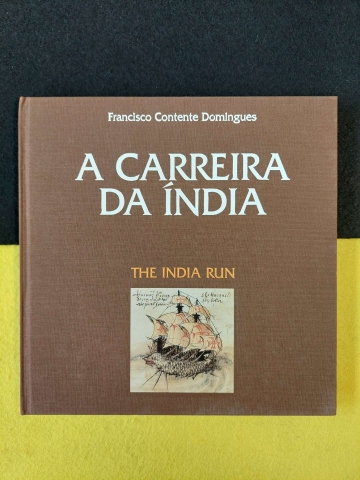 Francisco Contente Domingues
A CARREIRA
DA ÍNDIA
THE INDIA RUN